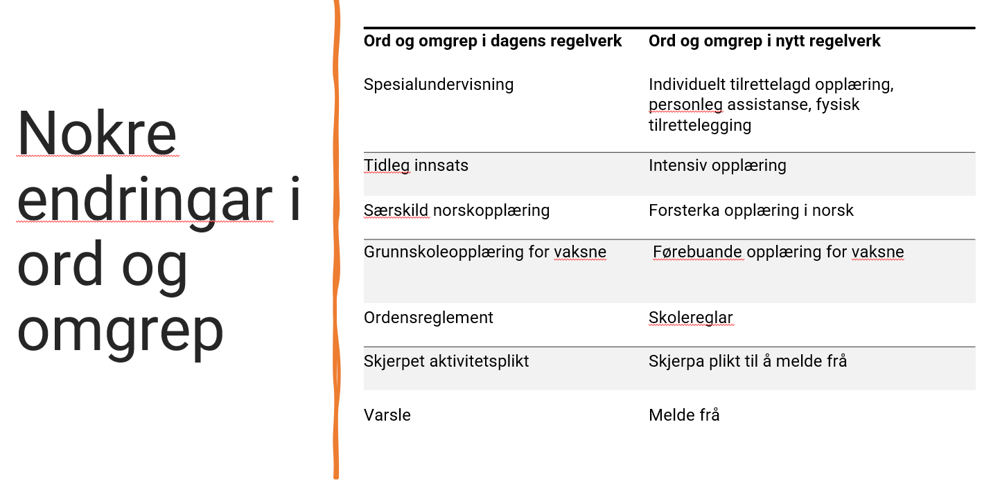 Nokre
endringar i
ord og
omgrep
Ord og omgrep i dagens regelverk
Ord og omgrep i nytt regelverk
Spesialundervisning
Individuelt tilrettelagd opplæring,
personleg assistanse, fysisk
tilrettelegging
Tidleg innsats
Intensiv opplæring
Særskild norskopplæring
Forsterka opplæring i norsk
Grunnskoleopplæring for vaksne
Førebuande opplæring for vaksne
Ordensreglement
Skolereglar
Skjerpet aktivitetsplikt
Skjerpa plikt til å melde frå
Varsle
Melde frå